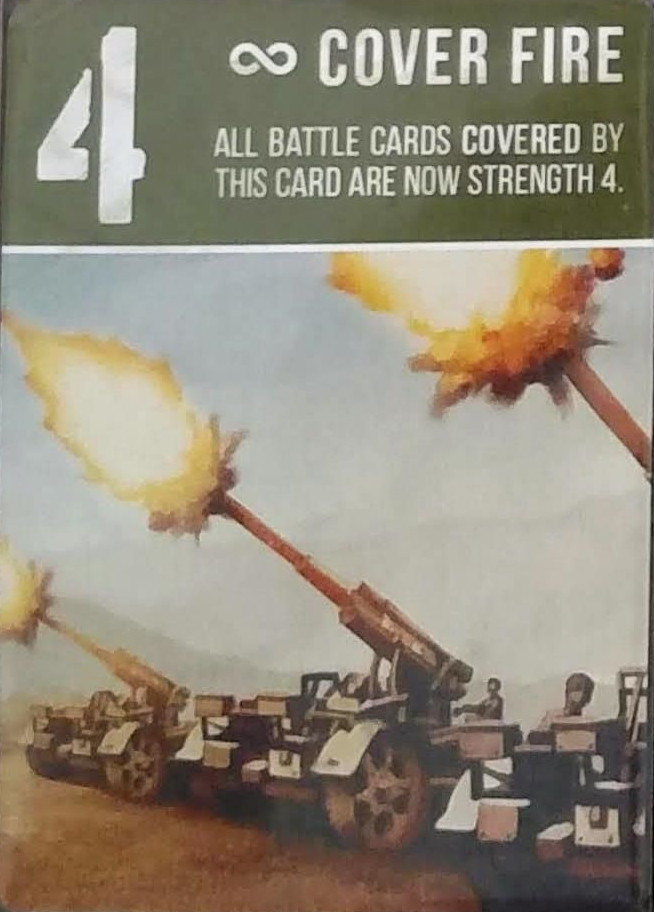 4
∞ COVER FIRE
ALL BATTLE CARDS COVERED BY
THIS CARD ARE NOW STRENGTH 4.